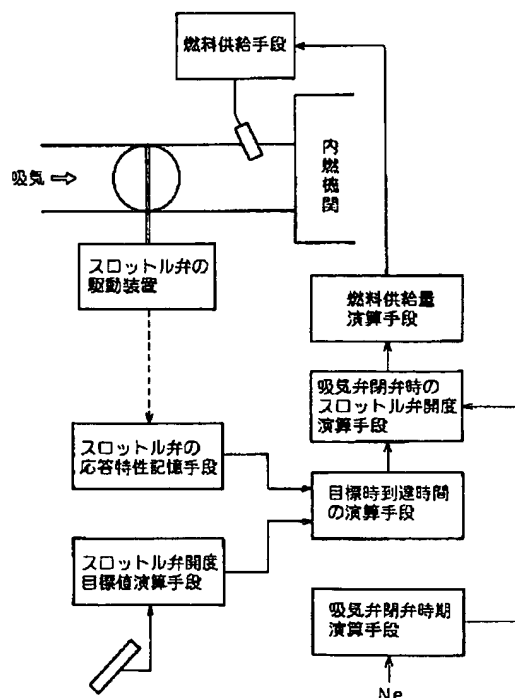 燃料供給手段
吸気
内燃機関
スロットル弁の
駆動装置
燃料供給量
演算手段
吸気弁閉弁時の
スロットル弁開度
演算手段
スロットル弁の
応答特性記憶手段
目標時到達時間
の演算手段
スロットル弁開度
目標値演算手段
吸気弁閉弁時期
演算手段
Ne